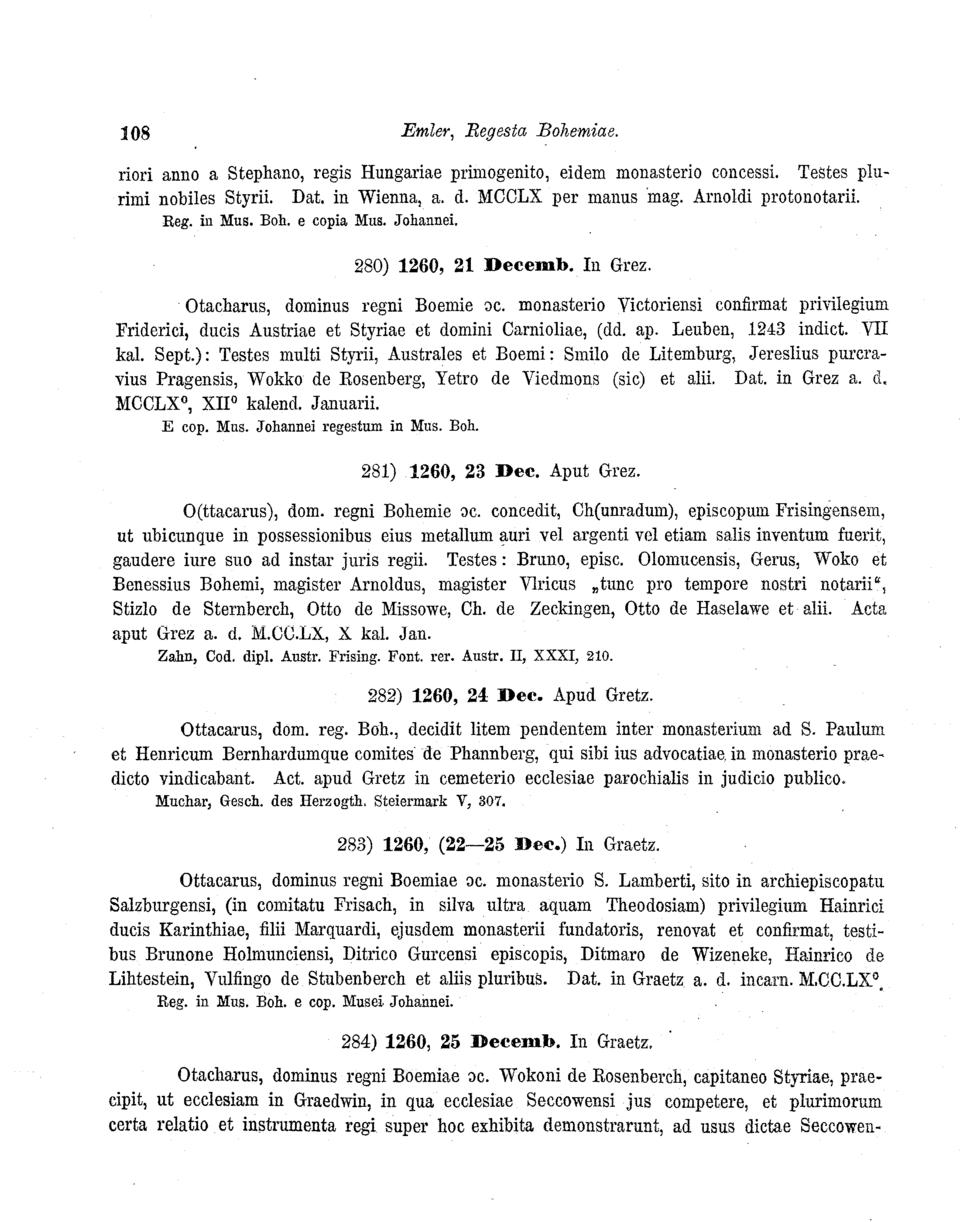 108 Emler, Regesta Bohemiae.
riori anno a Stephano, regis Hungariae primogenito, eidem monasterio concessi. Testes plu-
rimi nobiles Styrii. Dat. in Wienna, a. d. MCCLX per manus mag. Arnoldi protonotarii.
Reg. in Mus. Boh. e copia Mus. Johannei.
280) 1260, 21 Decemb. In Grez.
Otacharus, dominus regni Boemie ɔc. monasterio Victoriensi confirmat privilegium
Friderici, ducis Austriae et Styriae et domini Carnioliae, (dd. ap. Leuben, 1243 indict. VII
kal. Sept.): Testes multi Styrii, Australes et Boemi: Smilo de Litemburg, Jereslius purcra-
vius Pragensis, Wokko de Rosenberg, Yetro de Viedmons (sic) et alii. Dat. in Grez a. d.
MCCLX⁰, XII⁰ kalend. Januarii.
E cop. Mus. Johannei regestum in Mus. Boh.
281) 1260, 23 Dec. Aput Grez.
O(ttacarus), dom. regni Bohemie ɔc. concedit, Ch(unradum), episcopum Frisingensem,
ut ubicunque in possessionibus eius metallum auri vel argenti vel etiam salis inventum fuerit,
gaudere iure suo ad instar juris regii. Testes: Bruno, episc. Olomucensis, Gerus, Woko et
Benessius Bohemi, magister Arnoldus, magister Vlricus „tunc pro tempore nostri notarii“,
Stizlo de Sternberch, Otto de Missowe, Ch. de Zeckingen, Otto de Haselawe et alii. Acta
aput Grez a. d. M.CC.LX, X kal. Jan.
Zahn, Cod. dipl. Austr. Frising. Font. rer. Austr. II, XXXI, 210.
282) 1260, 24 Dec. Apud Gretz.
Ottacarus, dom. reg. Boh., decidit litem pendentem inter monasterium ad S. Paulum
et Henricum Bernhardumque comites de Phannberg, qui sibi ius advocatiae in monasterio prae-
dicto vindicabant. Act. apud Gretz in cemeterio ecclesiae parochialis in judicio publico.
Muchar, Gesch. des Herzogth. Steiermark V, 307.
283) 1260, (22—25 Dec.) In Graetz.
Ottacarus, dominus regni Boemiae ɔc. monasterio S. Lamberti, sito in archiepiscopatu
Salzburgensi, (in comitatu Frisach, in silva ultra aquam Theodosiam) privilegium Hainrici
ducis Karinthiae, filii Marquardi, ejusdem monasterii fundatoris, renovat et confirmat, testi-
bus Brunone Holmunciensi, Ditrico Gurcensi episcopis, Ditmaro de Wizeneke, Hainrico de
Lihtestein, Vulfingo de Stubenberch et aliis pluribus. Dat. in Graetz a. d. incarn. M.CC.LX⁰.
Reg. in Mus. Boh. e cop. Musei Johannei.
284) 1260, 25 Decemb. In Graetz.
Otacharus, dominus regni Boemiae ɔc. Wokoni de Rosenberch, capitaneo Styriae, prae-
cipit, ut ecclesiam in Graedwin, in qua ecclesiae Seccowensi jus competere, et plurimorum
certa relatio et instrumenta regi super hoc exhibita demonstrarunt, ad usus dictae Seccowen-